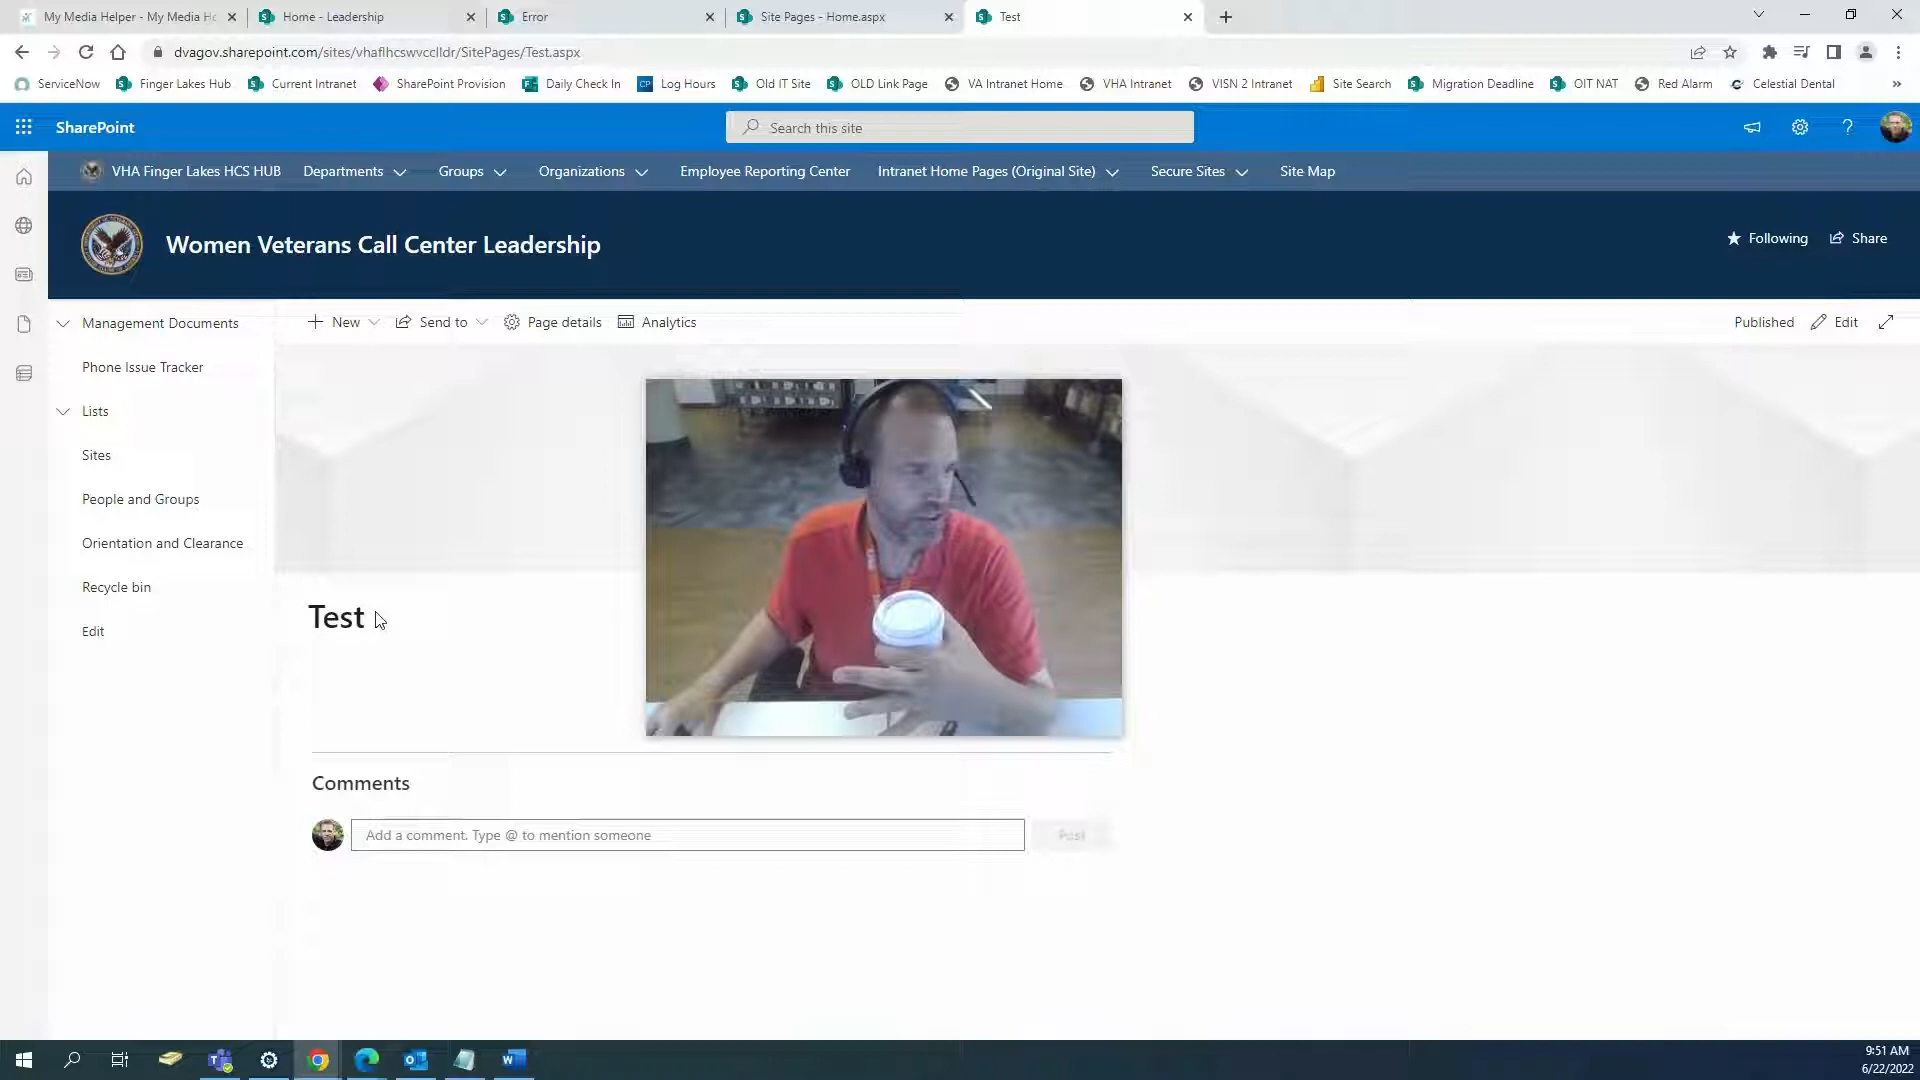 My Media Helper - My Media He
Home - Leadership
Error
Site Pages - Home.aspx
Test
dvagov.sharepoint.com/sites/vhaflhcswvcclldr/SitePages/Test.aspx
ServiceNow
Finger Lakes Hub
Current Intranet
SharePoint Provision
Daily Check In
CP
Log Hours
Old IT Site
OLD Link Page
VA Intranet Home
VHA Intranet
VISN 2 Intranet
Site Search
Migration Deadline
OIT NAT
Red Alarm
Celestial Dental
SharePoint
Search this site
VHA Finger Lakes HCS HUB
Departments
Groups
Organizations
Employee Reporting Center
Intranet Home Pages (Original Site)
Secure Sites
Site Map
Women Veterans Call Center Leadership
Following
Share
Management Documents
Phone Issue Tracker
Lists
Sites
People and Groups
Orientation and Clearance
Recycle bin
Edit
New
Send to
Page details
Analytics
Published
Edit
Test
Comments
Add a comment. Type @ to mention someone
Post
9:51 AM
6/22/2022